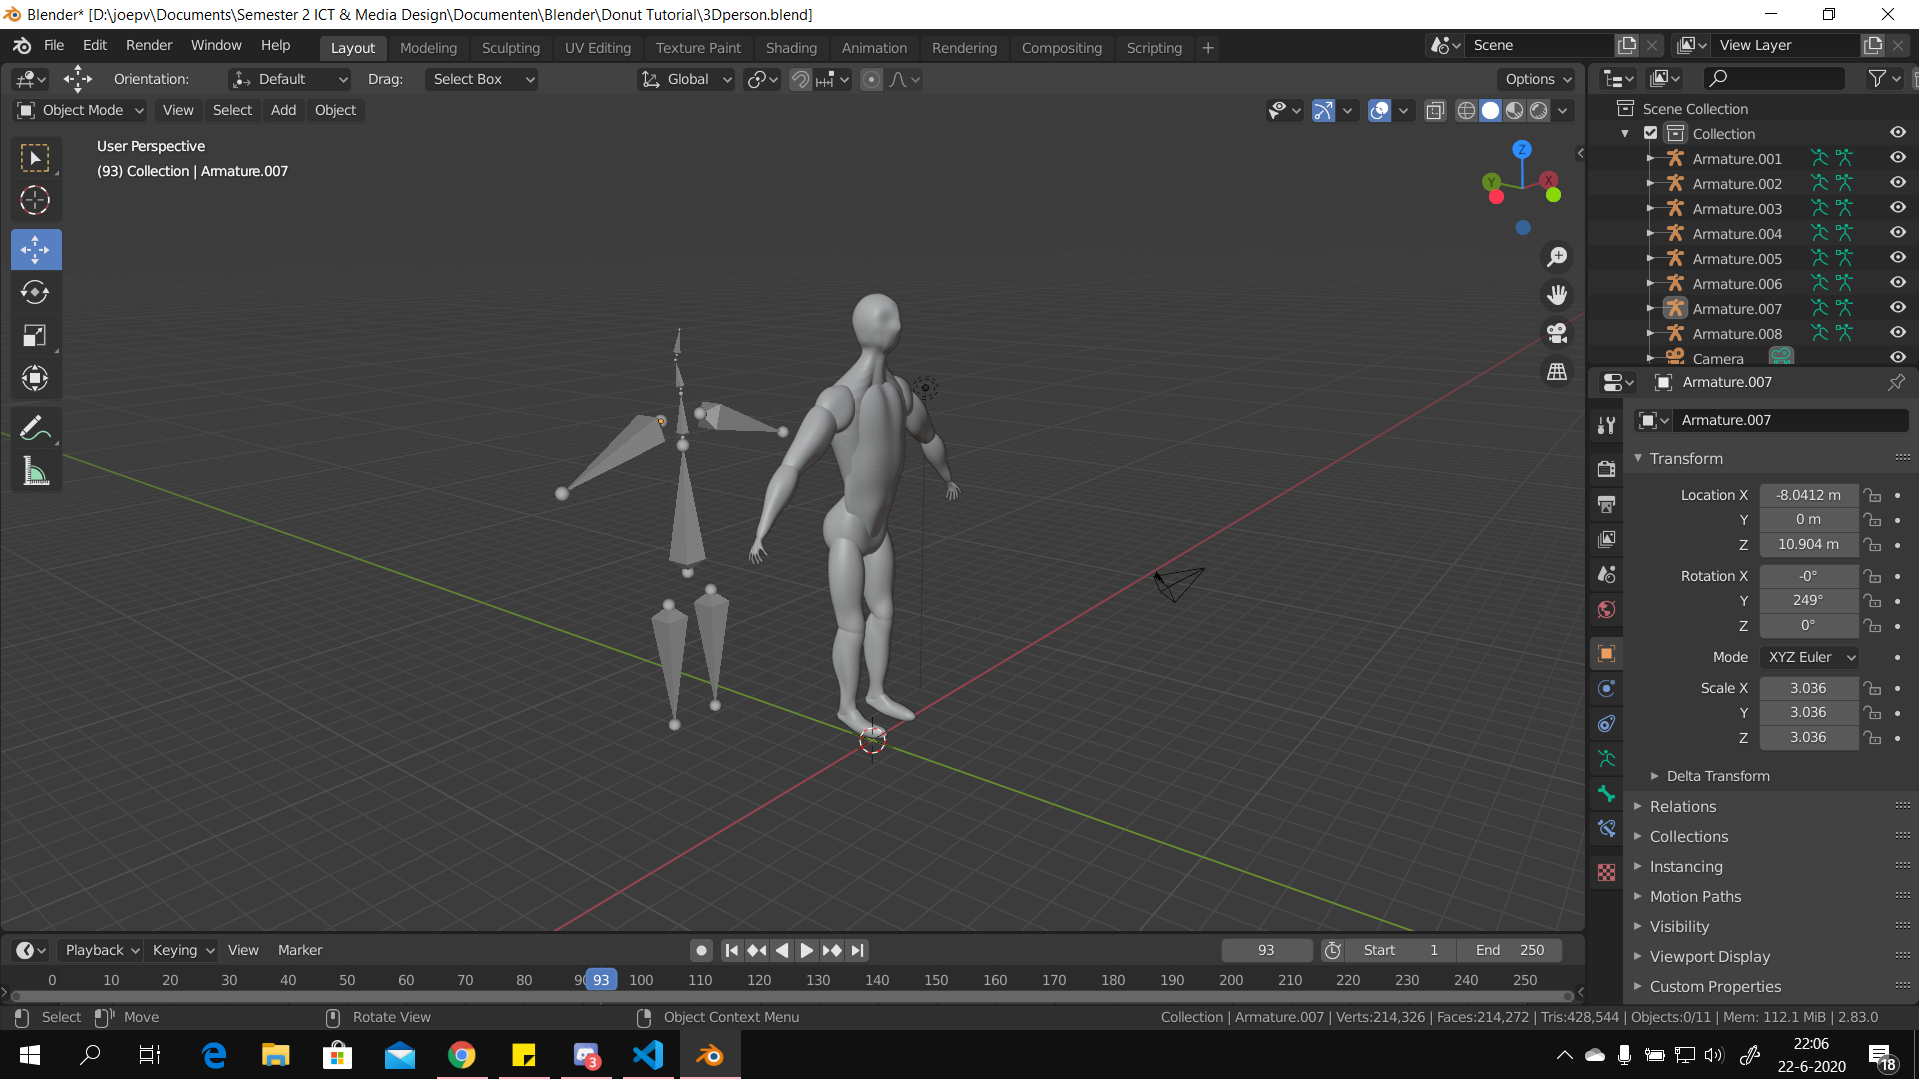 Blender* [D:\joepv\Documents\Semester 2 ICT & Media Design\Documenten\Blender\Donut Tutorial\3Dperson.blend]
File Edit Render Window Help Layout Modeling Sculpting UV Editing Texture Paint Shading Animation Rendering Compositing Scripting + Scene View Layer
Orientation: Default Drag: Select Box Global Options
Object Mode View Select Add Object
User Perspective
(93) Collection | Armature.007
Z
Y
X
Scene Collection
Collection
Armature.001
Armature.002
Armature.003
Armature.004
Armature.005
Armature.006
Armature.007
Armature.008
Camera
Armature.007
Armature.007
Transform
Location X -8.0412 m
Y 0 m
Z 10.904 m
Rotation X -0°
Y 249°
Z 0°
Mode XYZ Euler
Scale X 3.036
Y 3.036
Z 3.036
Delta Transform
Relations
Collections
Instancing
Motion Paths
Visibility
Viewport Display
Custom Properties
Playback Keying View Marker 93 Start 1 End 250
0 10 20 30 40 50 60 70 80 93 100 110 120 130 140 150 160 170 180 190 200 210 220 230 240 250
Select Move Rotate View Object Context Menu Collection | Armature.007 | Verts:214,326 | Faces:214,272 | Tris:428,544 | Objects:0/11 | Mem: 112.1 MiB | 2.83.0
3
22:06
22-6-2020
18